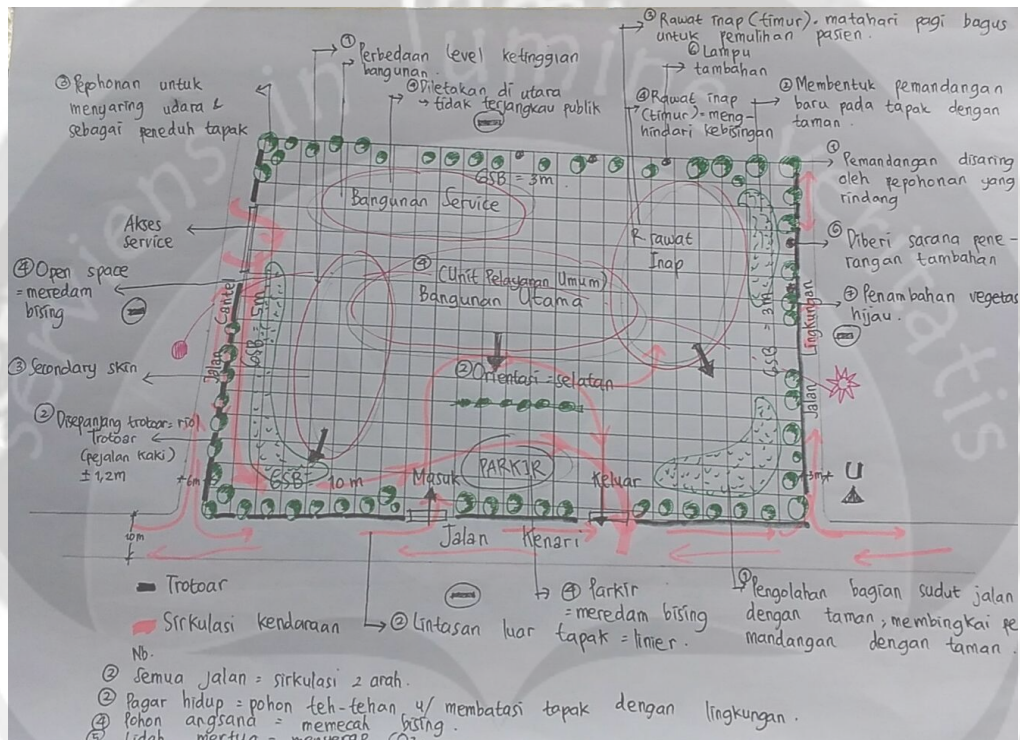 ⑤ Rawat inap (timur). matahari pagi bagus
untuk pemulihan pasien.
① Perbedaan level ketinggian
bangunan.
⑥ Lampu
tambahan
③ Pepohonan untuk
menyaring udara &
sebagai peneduh tapak
④ Diletakan di utara
→ tidak terjangkau publik
④ Rawat inap
(timur) = meng-
hindari kebisingan
② Membentuk pemandangan
baru pada tapak dengan
taman.
GSB = 3m
① Pemandangan disaring
oleh pepohonan yang
rindang
Bangunan Service
Akses
Service
R. rawat
Inap
⑥ Diberi sarana pene-
rangan tambahan
④ Open space
= meredam
bising
④ (Unit Pelayanan Umum)
Bangunan Utama
Penambahan vegetas
hijau.
Jalan
GSB = 5m
GSB = 3m
Jalan Lingkungan
③ Secondary skin
② Orientasi = selatan
② Disepanjang trotoar = riol
Trotoar
(pejalan kaki)
± 1,2m
6m
GSB = 10 m
Masuk
PARKIR
Keluar
3m
U
10m
Jalan Kenari
Trotoar
Sirkulasi kendaraan
② Lintasan luar
tapak = linier.
④ Parkir
= meredam bising
Pengolahan bagian sudut jalan
dengan taman, membingkai pe
mandangan dengan taman.
Nb.
② Semua jalan = sirkulasi 2 arah.
② Pagar hidup = pohon teh-tehan, u/ membatasi tapak dengan lingkungan.
④ Pohon angsana = memecah bising.
⑤ Lidah mertua = menyerap CO2